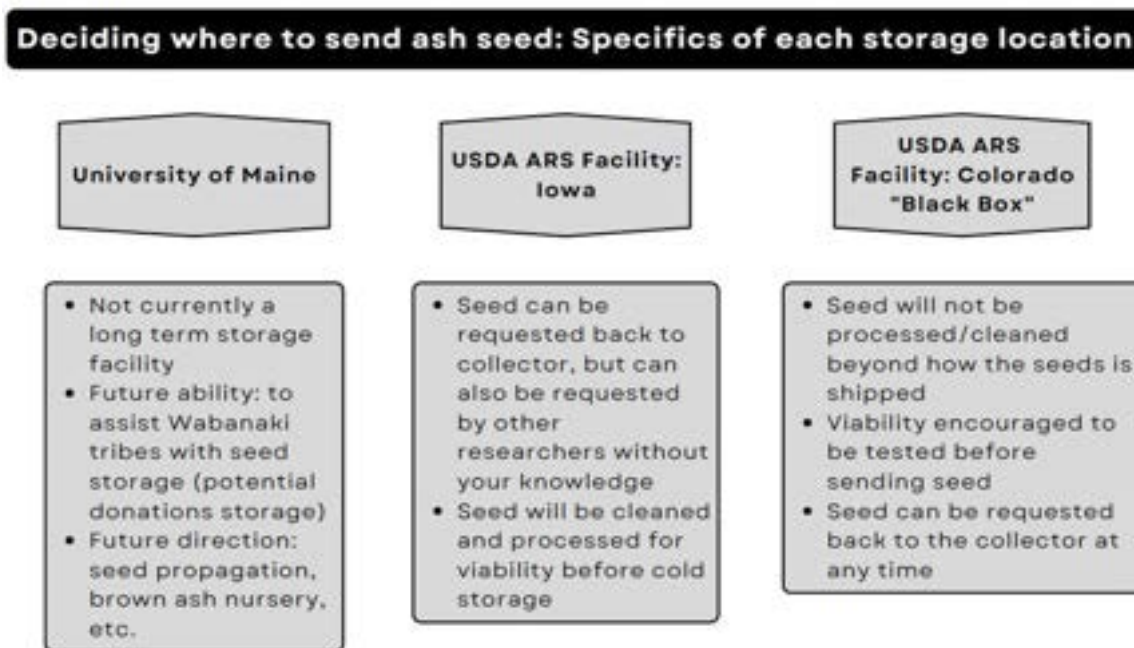 Deciding where to send ash seed: Specifics of each storage location
University of Maine
• Not currently a
long term storage
facility
• Future ability: to
assist Wabanaki
tribes with seed
storage (potential
donations storage)
• Future direction:
seed propagation,
brown ash nursery,
etc.
USDA ARS Facility:
Iowa
• Seed can be
requested back to
collector, but can
also be requested
by other
researchers without
your knowledge
• Seed will be cleaned
and processed for
viability before cold
storage
USDA ARS
Facility: Colorado
"Black Box"
• Seed will not be
processed/cleaned
beyond how the seeds is
shipped
• Viability encouraged to
be tested before
sending seed
• Seed can be requested
back to the collector at
any time